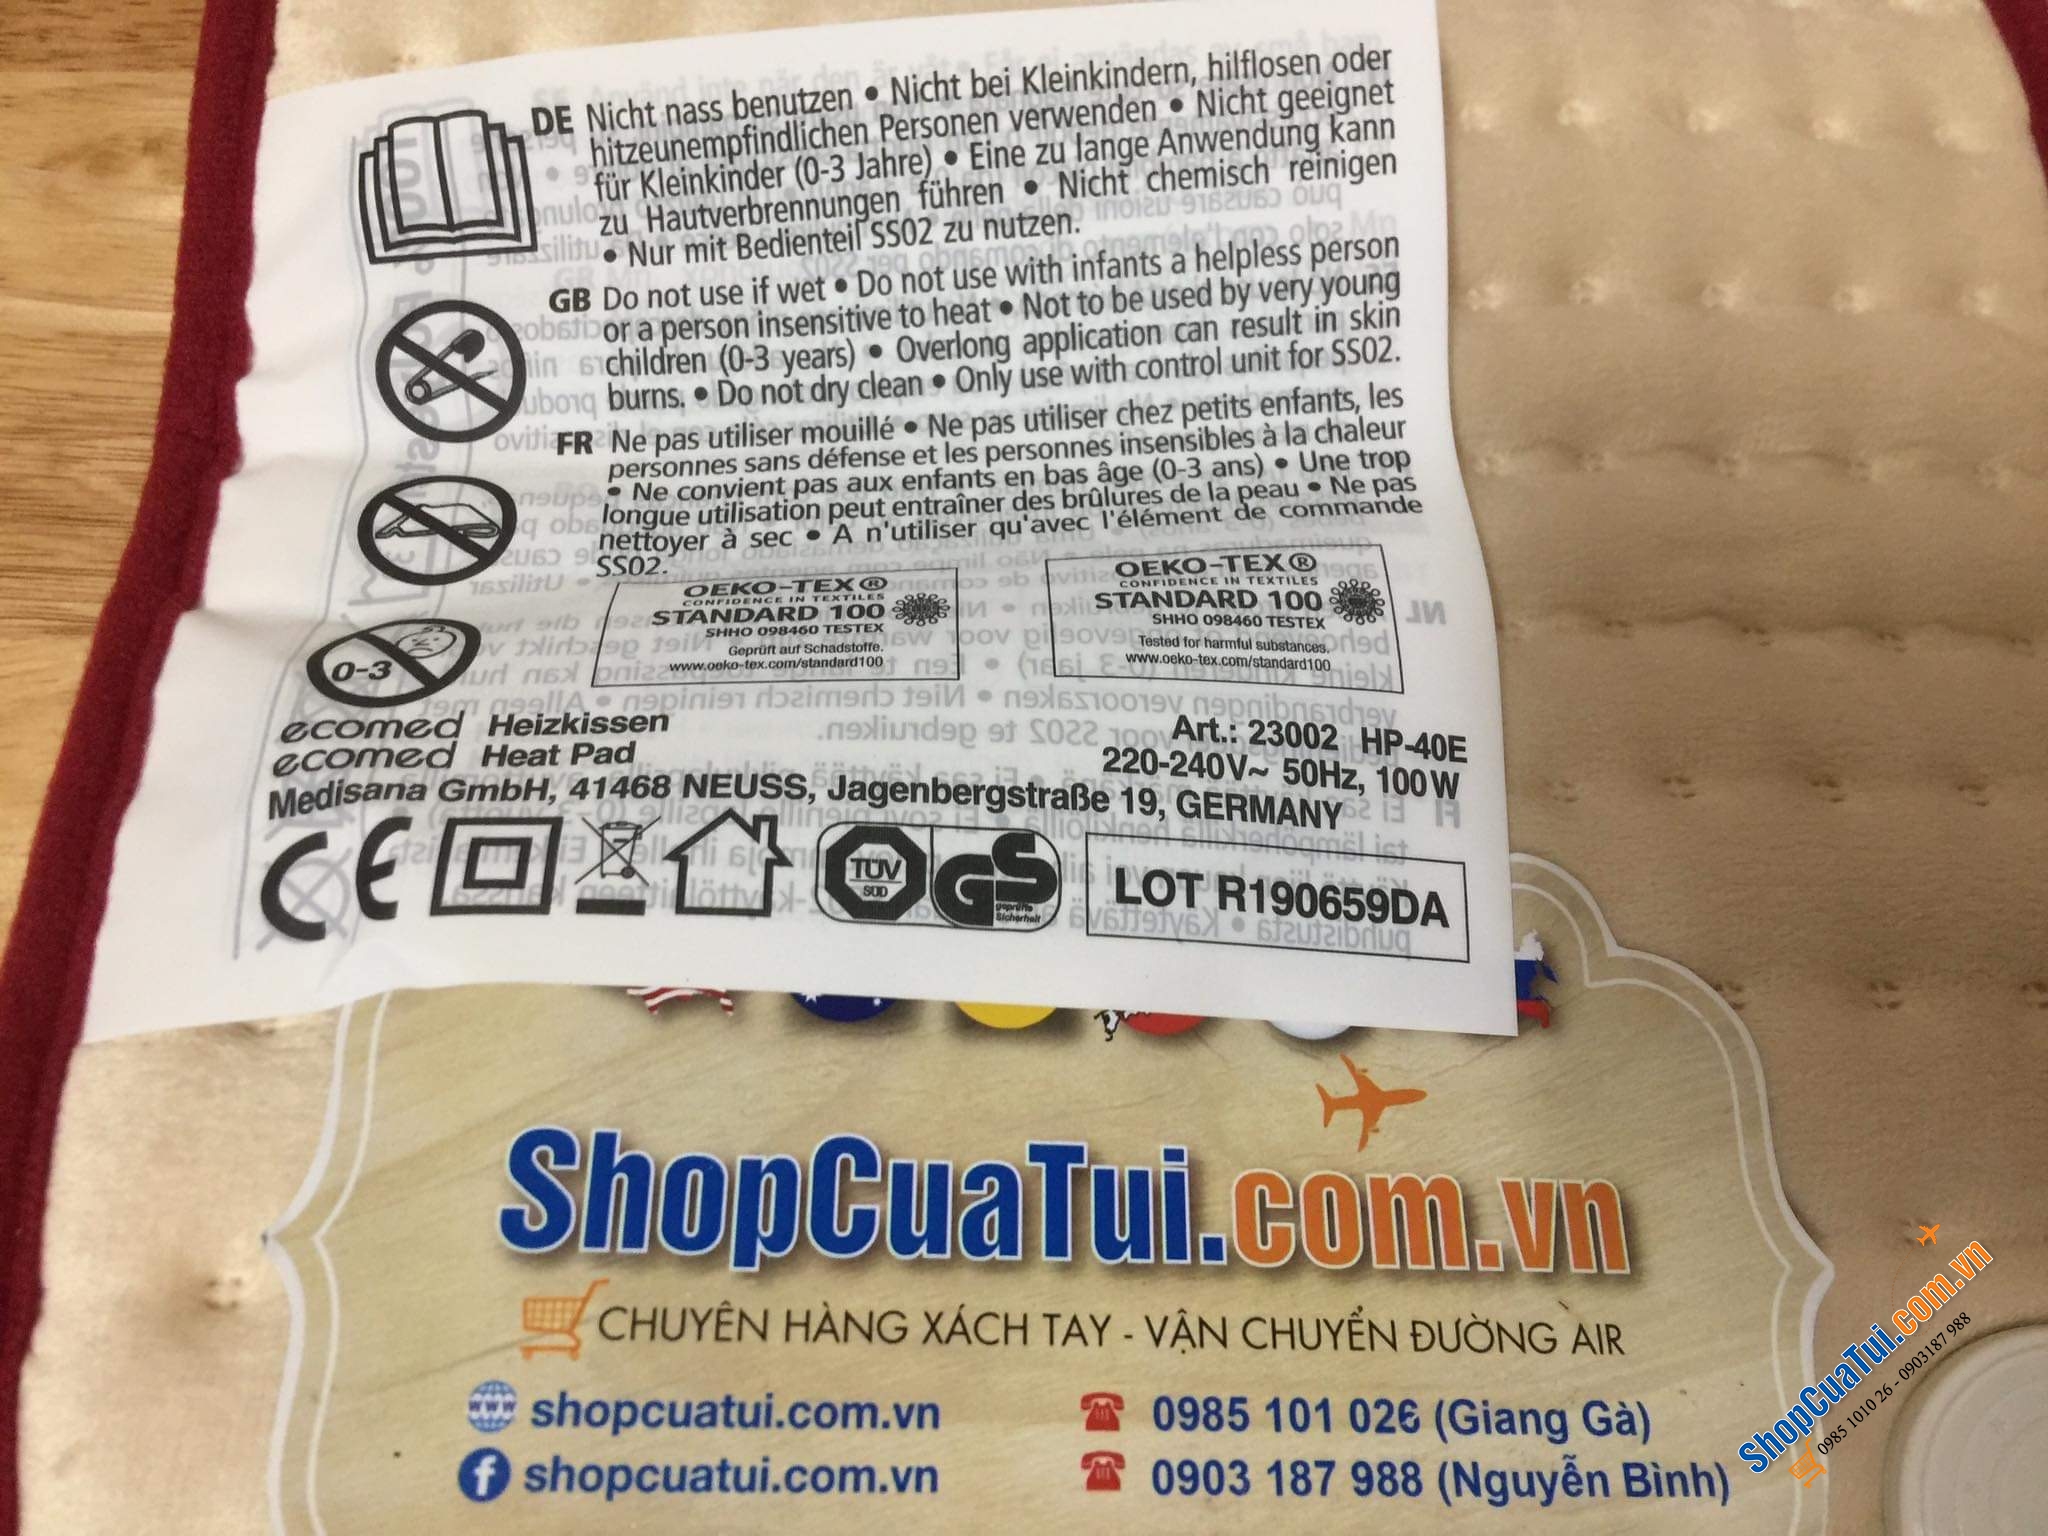 DE Nicht nass benutzen • Nicht bei Kleinkindern, hilflosen oder
hitzeunempfindlichen Personen verwenden • Nicht geeignet
für Kleinkinder (0-3 Jahre) • Eine zu lange Anwendung kann
zu Hautverbrennungen führen • Nicht chemisch reinigen
• Nur mit Bedienteil SS02 zu nutzen.
GB Do not use if wet • Do not use with infants a helpless person
or a person insensitive to heat • Not to be used by very young
children (0-3 years) • Overlong application can result in skin
burns. • Do not dry clean • Only use with control unit for SS02.
FR Ne pas utiliser mouillé • Ne pas utiliser chez petits enfants, les
personnes sans défense et les personnes insensibles à la chaleur
• Ne convient pas aux enfants en bas âge (0-3 ans) • Une trop
longue utilisation peut entraîner des brûlures de la peau • Ne pas
nettoyer à sec • A n'utiliser qu'avec l'élément de commande
SS02.
0-3
OEKO-TEX®
CONFIDENCE IN TEXTILES
STANDARD 100
SHHO 098460 TESTEX
Geprüft auf Schadstoffe.
www.oeko-tex.com/standard100
OEKO-TEX®
CONFIDENCE IN TEXTILES
STANDARD 100
SHHO 098460 TESTEX
Tested for harmful substances.
www.oeko-tex.com/standard100
ecomed Heizkissen
ecomed Heat Pad
Art.: 23002 HP-40E
220-240V~ 50Hz, 100W
Medisana GmbH, 41468 NEUSS, Jagenbergstraße 19, GERMANY
CE
TÜV
SÜD
GS
geprüfte
Sicherheit
LOT R190659DA
ShopCuaTui.com.vn
CHUYÊN HÀNG XÁCH TAY - VẬN CHUYỂN ĐƯỜNG AIR
www shopcuatui.com.vn
0985 101 026 (Giang Gà)
f shopcuatui.com.vn
0903 187 988 (Nguyễn Bình)
ShopCuaTui.com.vn
0985 1010 26 - 0903187 988